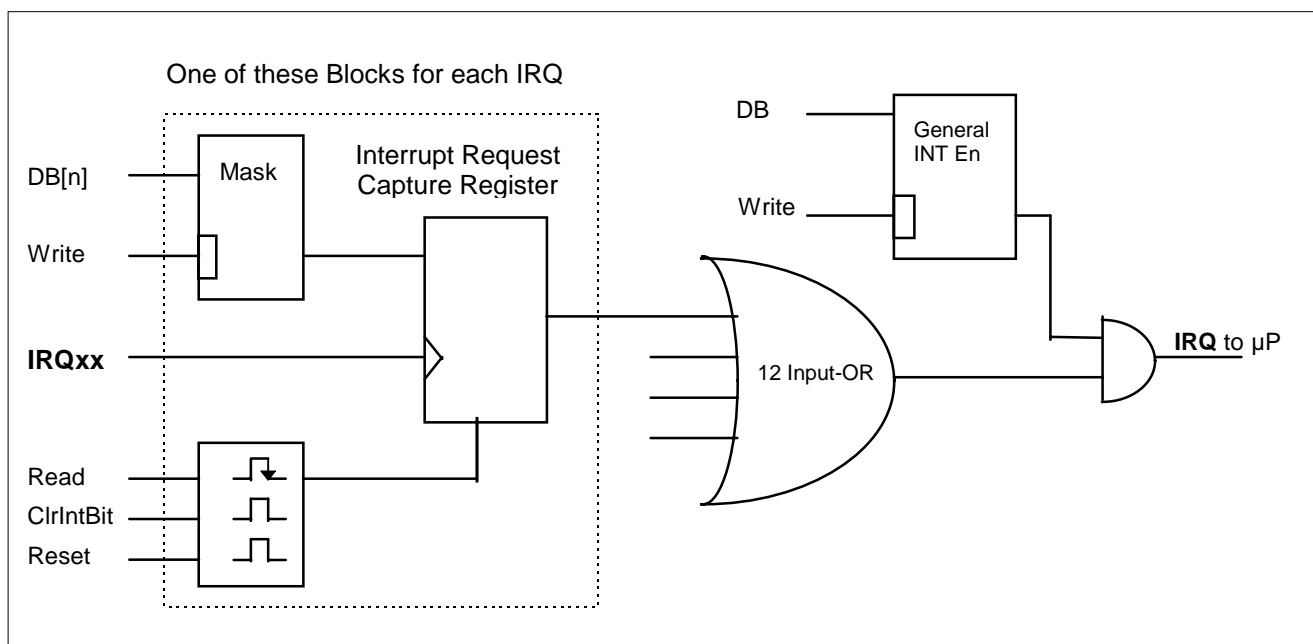 One of these Blocks for each IRQ
DB[n]
Write
IRQxx
Read
ClrIntBit
Reset
Mask
Interrupt Request
Capture Register
12 Input-OR
DB
Write
General
INT En
IRQ to µP